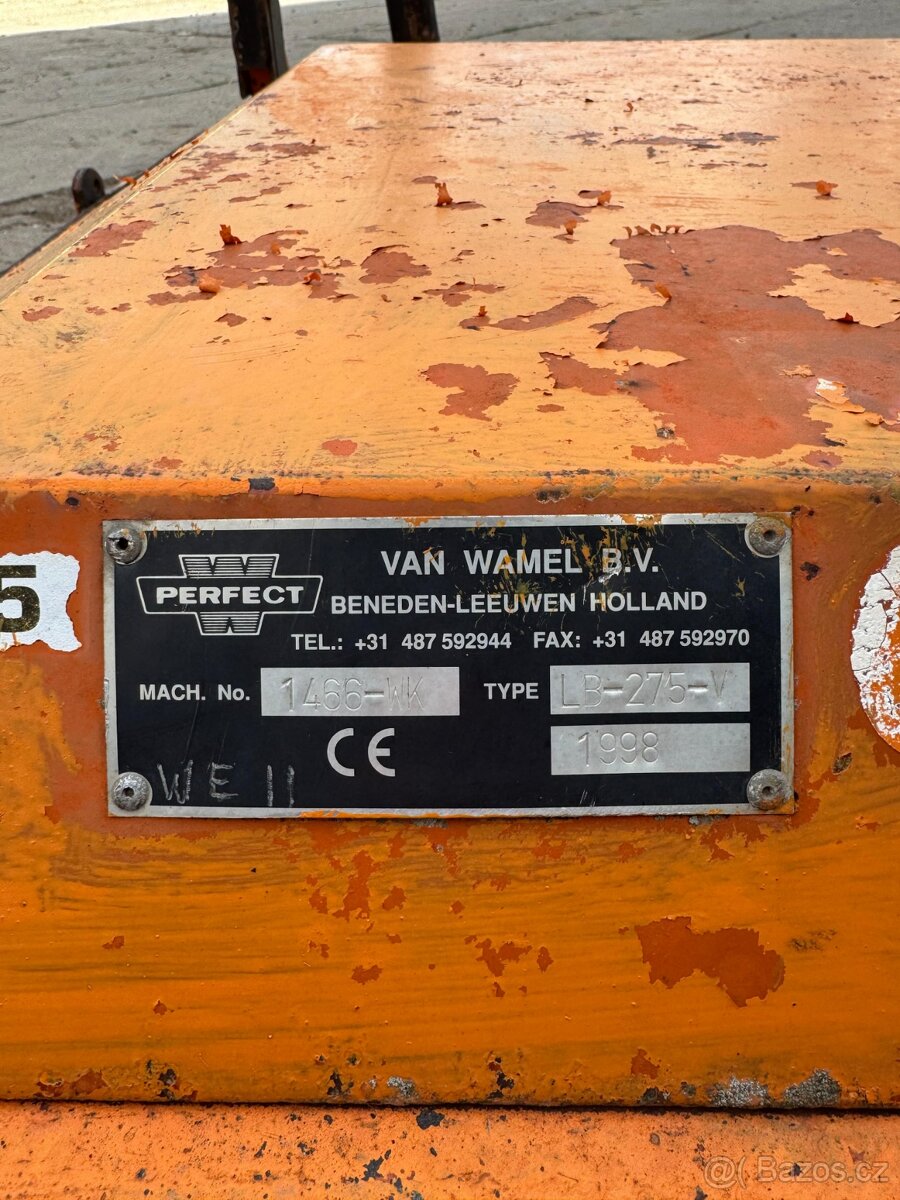 5
W
PERFECT
W
VAN WAMEL B.V.
BENEDEN-LEEUWEN HOLLAND
TEL.: +31 487 592944 FAX: +31 487 592970
MACH. No. 1466-WK TYPE LB-275-V
1998
CE
WE 11
Bazos.cz